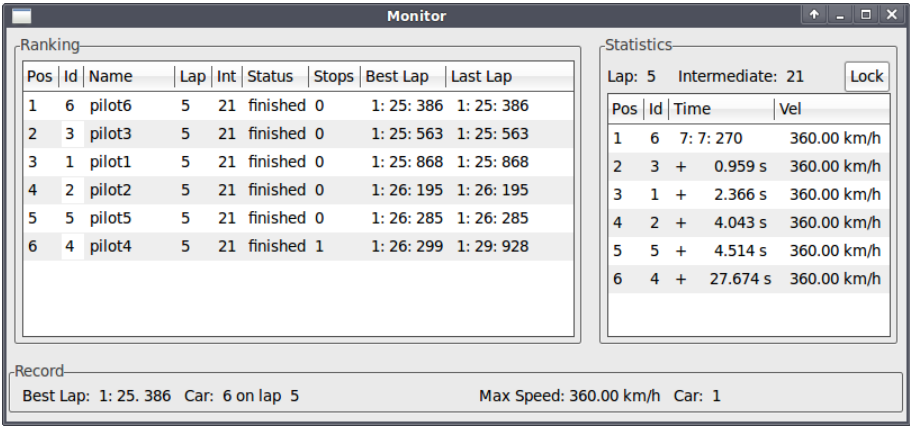 Monitor
Ranking
Pos Id Name Lap Int Status Stops Best Lap Last Lap
1 6 pilot6 5 21 finished 0 1: 25: 386 1: 25: 386
2 3 pilot3 5 21 finished 0 1: 25: 563 1: 25: 563
3 1 pilot1 5 21 finished 0 1: 25: 868 1: 25: 868
4 2 pilot2 5 21 finished 0 1: 26: 195 1: 26: 195
5 5 pilot5 5 21 finished 0 1: 26: 285 1: 26: 285
6 4 pilot4 5 21 finished 1 1: 26: 299 1: 29: 928
Statistics
Lap: 5 Intermediate: 21 Lock
Pos Id Time Vel
1 6 7: 7: 270 360.00 km/h
2 3 + 0.959 s 360.00 km/h
3 1 + 2.366 s 360.00 km/h
4 2 + 4.043 s 360.00 km/h
5 5 + 4.514 s 360.00 km/h
6 4 + 27.674 s 360.00 km/h
Record
Best Lap: 1: 25. 386 Car: 6 on lap 5 Max Speed: 360.00 km/h Car: 1